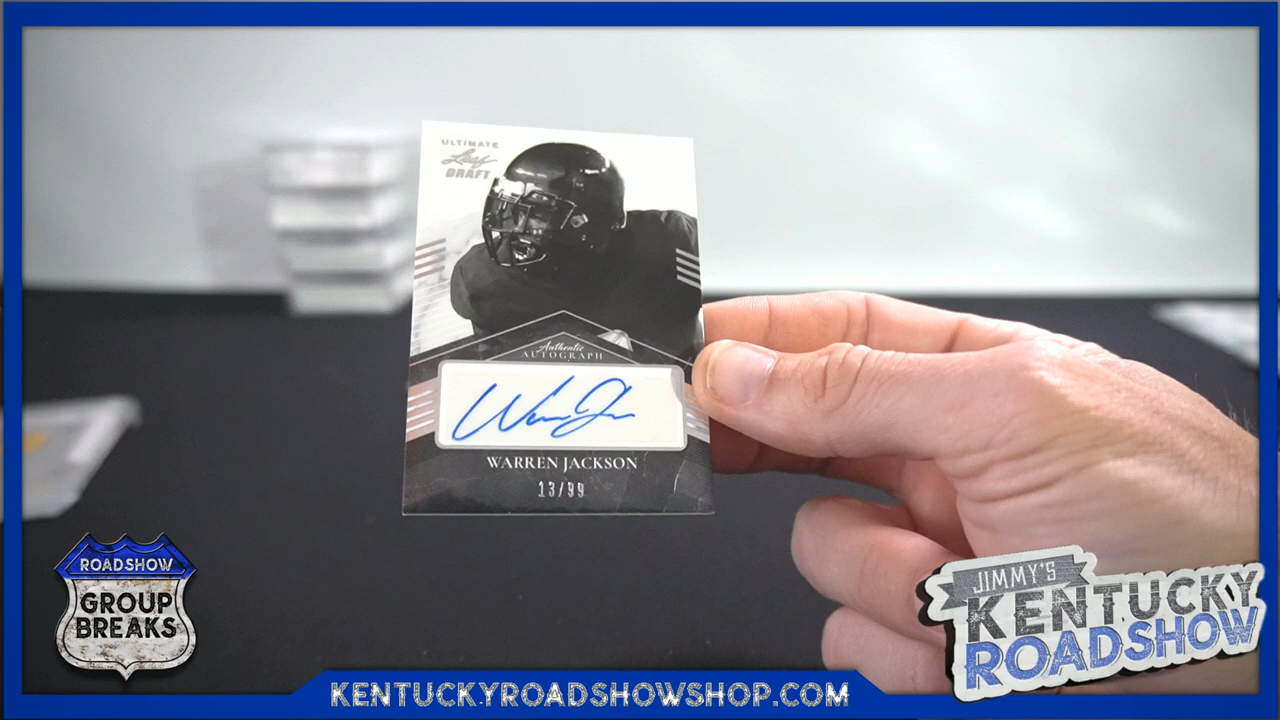 ULTIMATE
Leaf
DRAFT
Authentic
AUTOGRAPH
WARREN JACKSON
13/99
ROADSHOW
GROUP
BREAKS
JIMMY'S
KENTUCKY
ROADSHOW
KENTUCKYROADSHOWSHOP.COM